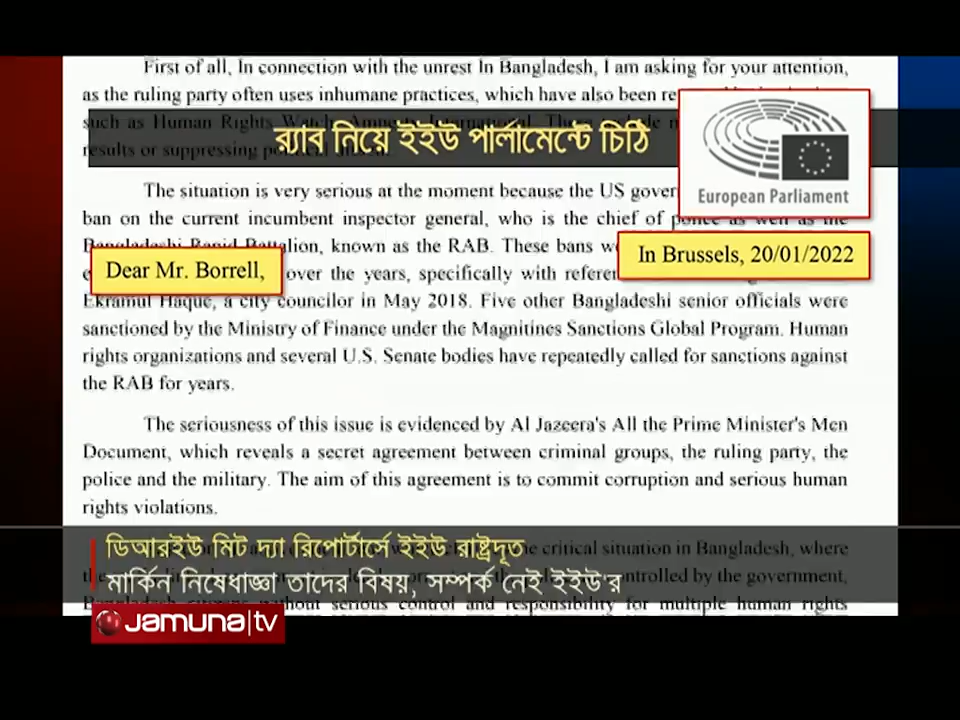 First of all, In connection with the unrest In Bangladesh, I am asking for your attention,
as the ruling party often uses inhumane practices, which have also been
such as Human Rights Watch, Amnesty International.
results or suppressing
র‍্যাব নিয়ে ইইউ পার্লামেন্টে চিঠি
European Parliament
The situation is very serious at the moment because the US
ban on the current incumbent inspector general, who is the chief of police as well as the
Bangladeshi Rapid Battalion, known as the RAB. These bans
In Brussels, 20/01/2022
Dear Mr. Borrell,
over the years, specifically with
Ekramul Haque, a city councilor in May 2018. Five other Bangladeshi senior officials were
sanctioned by the Ministry of Finance under the Magnitines Sanctions Global Program. Human
rights organizations and several U.S. Senate bodies have repeatedly called for sanctions against
the RAB for years.
The seriousness of this issue is evidenced by Al Jazeera's All the Prime Minister's Men
Document, which reveals a secret agreement between criminal groups, the ruling party, the
police and the military. The aim of this agreement is to commit corruption and serious human
rights violations.
critical situation in Bangladesh, where
controlled by the government,
without serious control and responsibility for multiple human rights
ডিআরইউ মিট দ্যা রিপোর্টার্সে ইইউ রাষ্ট্রদূত
মার্কিন নিষেধাজ্ঞা তাদের বিষয়, সম্পর্ক নেই ইইউ'র
Jamuna|tv